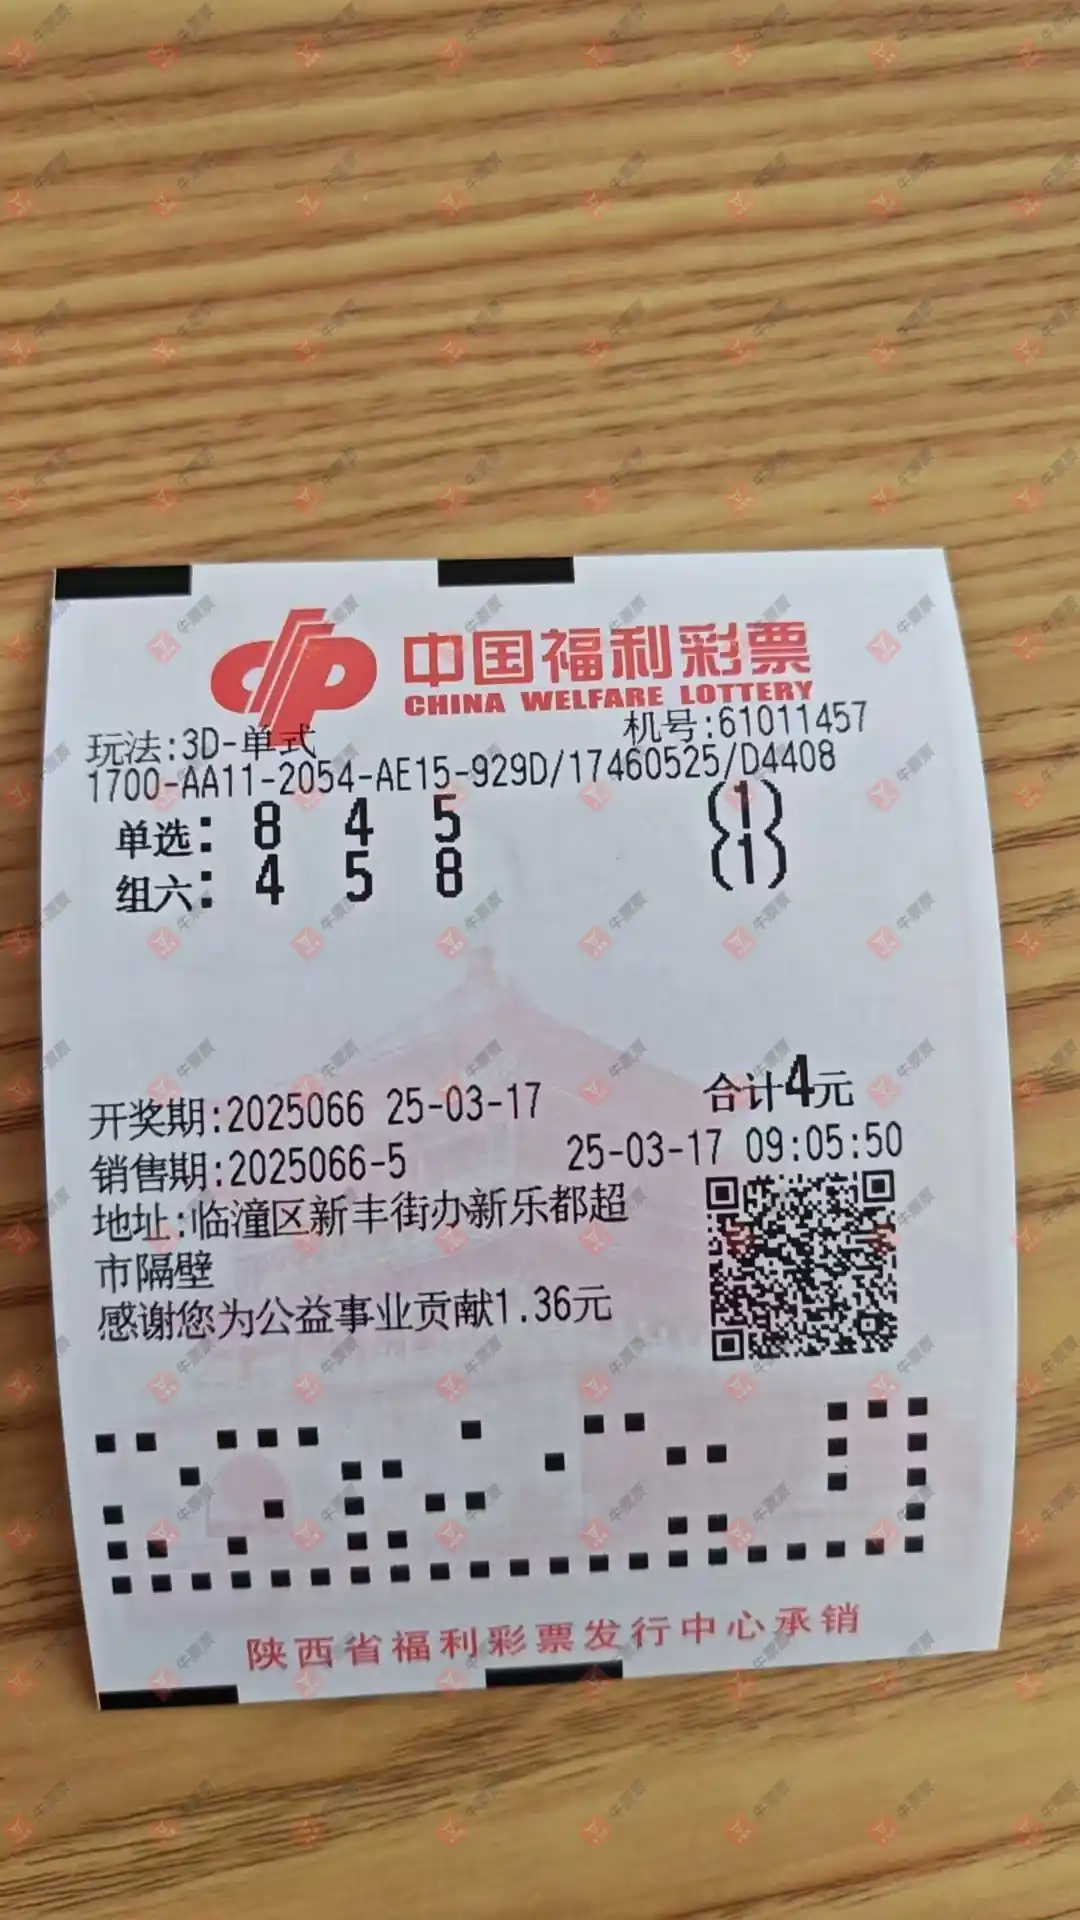 中国福利彩票
CHINA WELFARE LOTTERY
玩法:3D-单式 机号:61011457
1700-AA11-2054-AE15-929D/17460525/D4408
单选: 8 4 5 (1)
组六: 4 5 8 (1)
合计4元
开奖期:2025066 25-03-17
销售期:2025066-5 25-03-17 09:05:50
地址:临潼区新丰街办新乐都超
市隔壁
感谢您为公益事业贡献1.36元
陕西省福利彩票发行中心承销
牛票票